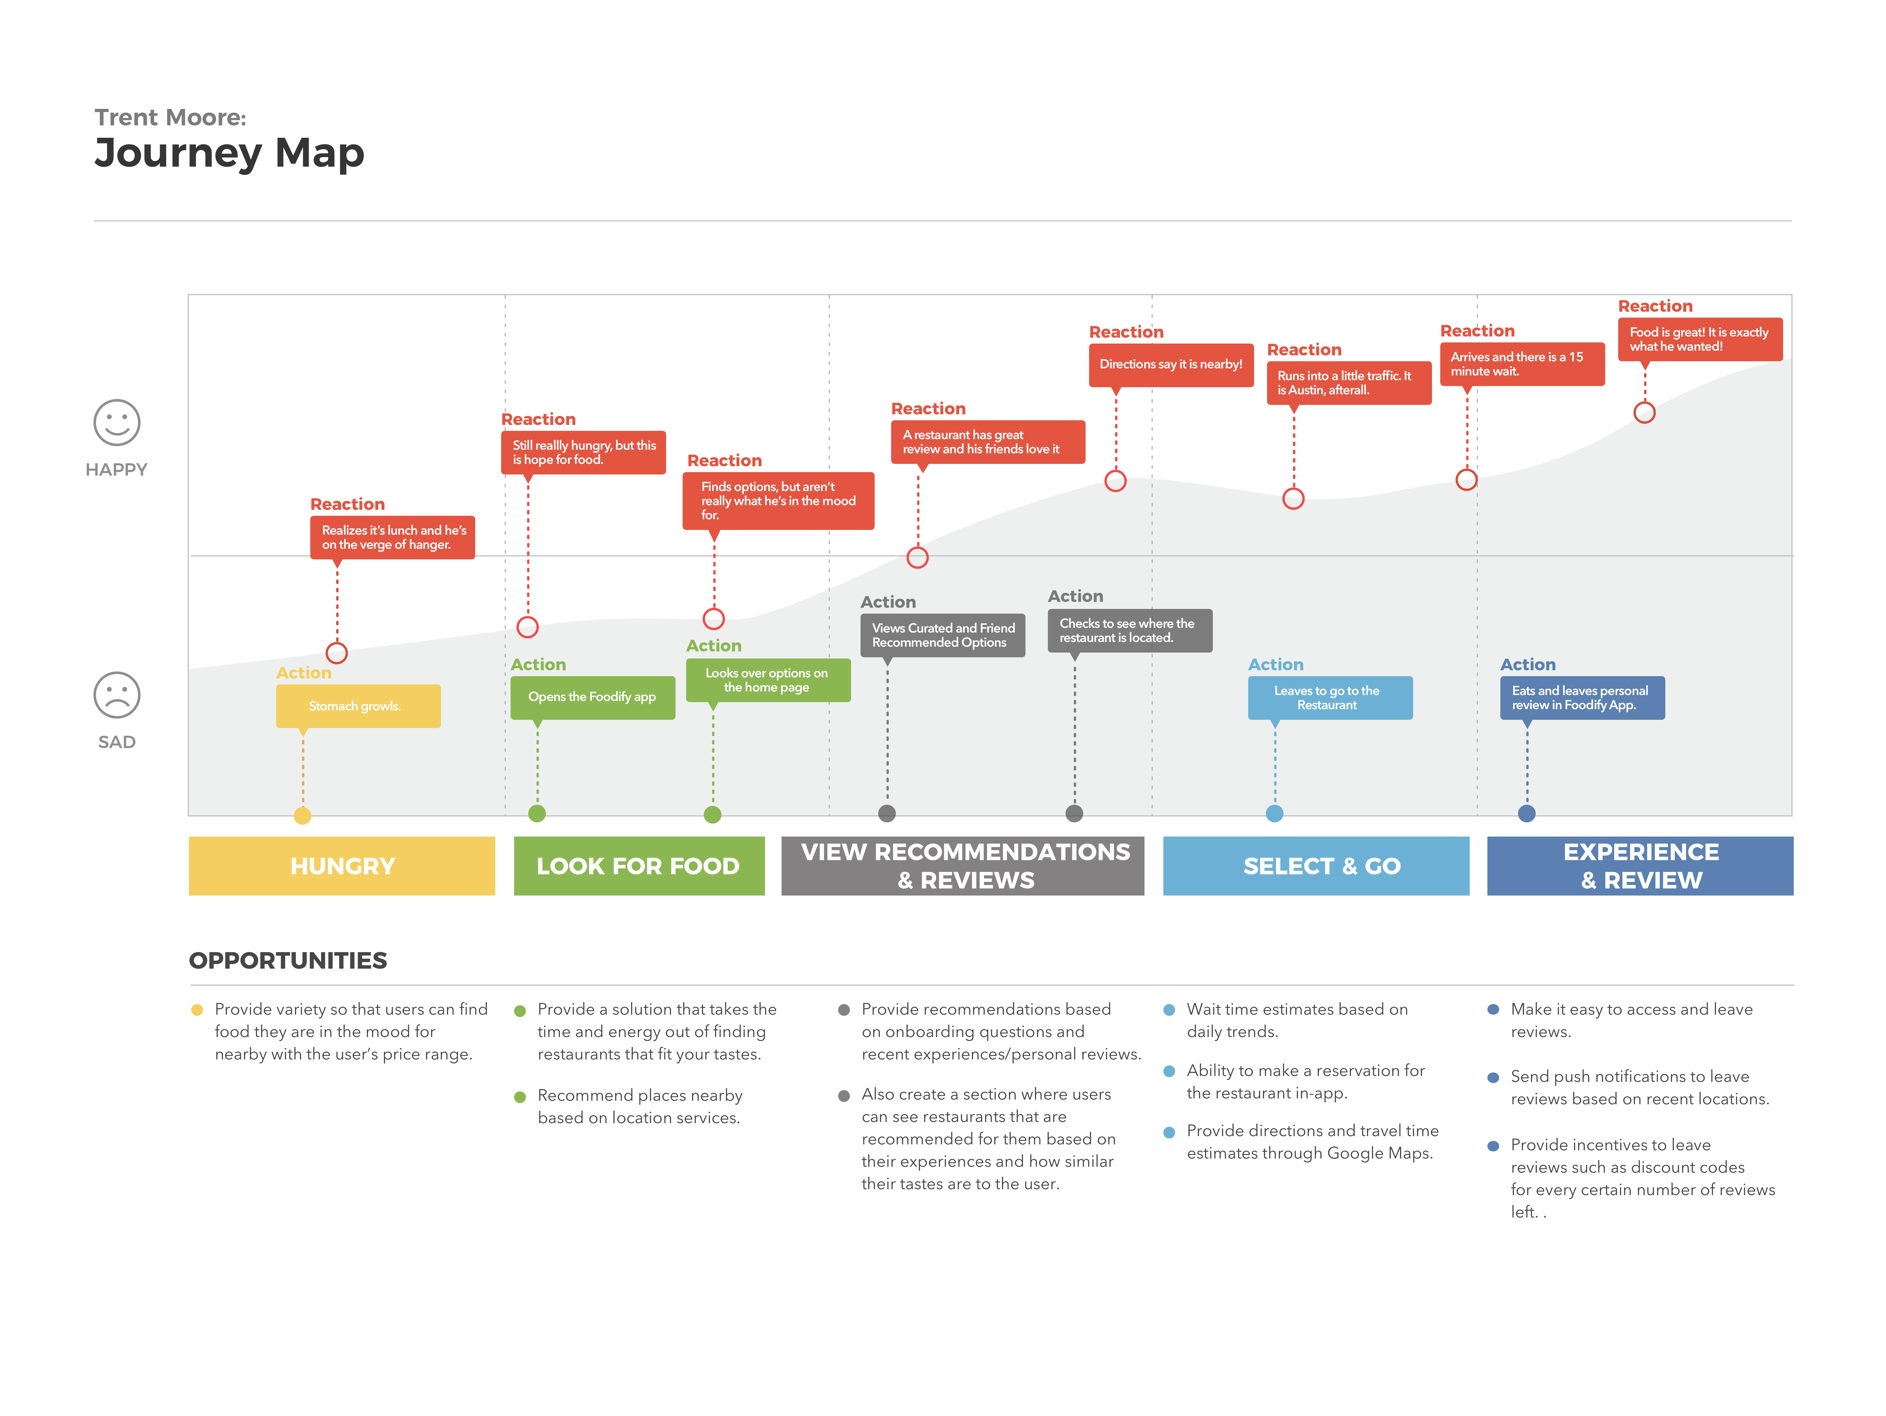 Trent Moore:
Journey Map
HAPPY
SAD
Reaction
Realizes it's lunch and he's
on the verge of hanger.
Reaction
Still reallly hungry, but this
is hope for food.
Reaction
Finds options, but aren't
really what he's in the mood
for.
Reaction
A restaurant has great
review and his friends love it
Reaction
Directions say it is nearby!
Reaction
Runs into a little traffic. It
is Austin, afterall.
Reaction
Arrives and there is a 15
minute wait.
Reaction
Food is great! It is exactly
what he wanted!
Action
Stomach growls.
Action
Opens the Foodify app
Action
Looks over options on
the home page
Action
Views Curated and Friend
Recommended Options
Action
Checks to see where the
restaurant is located.
Action
Leaves to go to the
Restaurant
Action
Eats and leaves personal
review in Foodify App.
HUNGRY
LOOK FOR FOOD
VIEW RECOMMENDATIONS
& REVIEWS
SELECT & GO
EXPERIENCE
& REVIEW
OPPORTUNITIES
Provide variety so that users can find
food they are in the mood for
nearby with the user's price range.
Provide a solution that takes the
time and energy out of finding
restaurants that fit your tastes.
Recommend places nearby
based on location services.
Provide recommendations based
on onboarding questions and
recent experiences/personal reviews.
Also create a section where users
can see restaurants that are
recommended for them based on
their experiences and how similar
their tastes are to the user.
Wait time estimates based on
daily trends.
Ability to make a reservation for
the restaurant in-app.
Provide directions and travel time
estimates through Google Maps.
Make it easy to access and leave
reviews.
Send push notifications to leave
reviews based on recent locations.
Provide incentives to leave
reviews such as discount codes
for every certain number of reviews
left. .